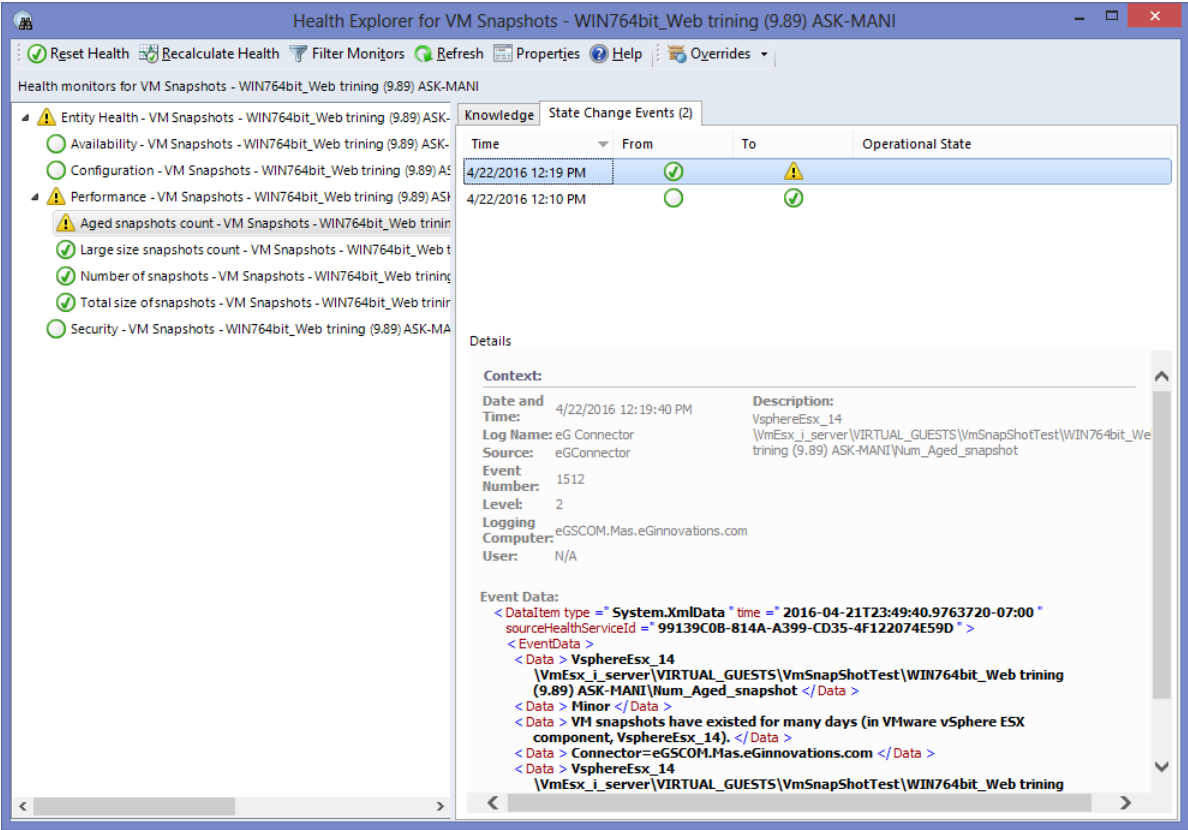 Health Explorer for VM Snapshots - WIN764bit_Web trining (9.89) ASK-MANI
Reset Health Recalculate Health Filter Monitors Refresh Properties Help Overrides
Health monitors for VM Snapshots - WIN764bit_Web trining (9.89) ASK-MANI
Entity Health - VM Snapshots - WIN764bit_Web trining (9.89) ASK-
Availability - VM Snapshots - WIN764bit_Web trining (9.89) ASK-
Configuration - VM Snapshots - WIN764bit_Web trining (9.89) AS
Performance - VM Snapshots - WIN764bit_Web trining (9.89) ASK
Aged snapshots count - VM Snapshots - WIN764bit_Web trinin
Large size snapshots count - VM Snapshots - WIN764bit_Web t
Number of snapshots - VM Snapshots - WIN764bit_Web trining
Total size of snapshots - VM Snapshots - WIN764bit_Web trinin
Security - VM Snapshots - WIN764bit_Web trining (9.89) ASK-MA
Knowledge State Change Events (2)
Time From To Operational State
4/22/2016 12:19 PM
4/22/2016 12:10 PM
Details
Context:
Date and Time: 4/22/2016 12:19:40 PM
Log Name: eG Connector
Source: eGConnector
Event Number: 1512
Level: 2
Logging Computer: eGSCOM.Mas.eGinnovations.com
User: N/A
Description:
VsphereEsx_14
\VmEsx_i_server\VIRTUAL_GUESTS\VmSnapShotTest\WIN764bit_We
trining (9.89) ASK-MANI\Num_Aged_snapshot
Event Data:
< DataItem type =" System.XmlData " time =" 2016-04-21T23:49:40.9763720-07:00 "
sourceHealthServiceId =" 99139C0B-814A-A399-CD35-4F122074E59D " >
< EventData >
< Data > VsphereEsx_14
\VmEsx_i_server\VIRTUAL_GUESTS\VmSnapShotTest\WIN764bit_Web trining
(9.89) ASK-MANI\Num_Aged_snapshot </ Data >
< Data > Minor </ Data >
< Data > VM snapshots have existed for many days (in VMware vSphere ESX
component, VsphereEsx_14). </ Data >
< Data > Connector=eGSCOM.Mas.eGinnovations.com </ Data >
< Data > VsphereEsx_14
\VmEsx_i_server\VIRTUAL_GUESTS\VmSnapShotTest\WIN764bit_Web trining